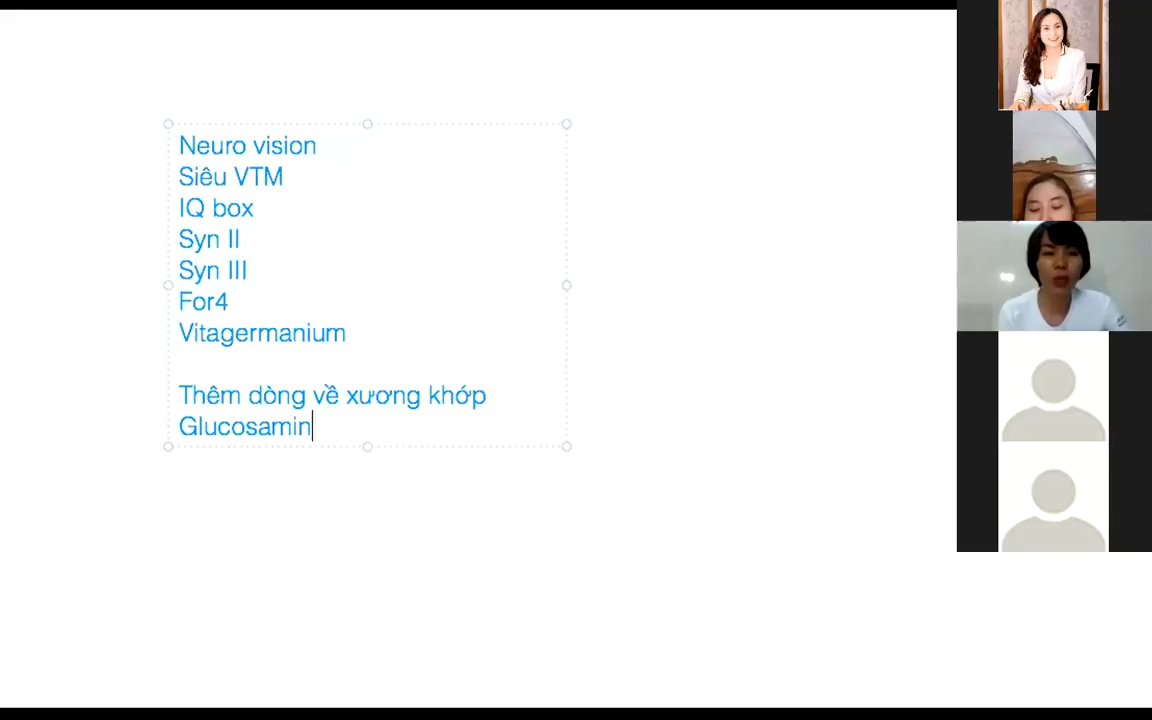 Neuro vision
Siêu VTM
IQ box
Syn II
Syn III
For4
Vitagermanium
Thêm dòng về xương khớp
Glucosamin